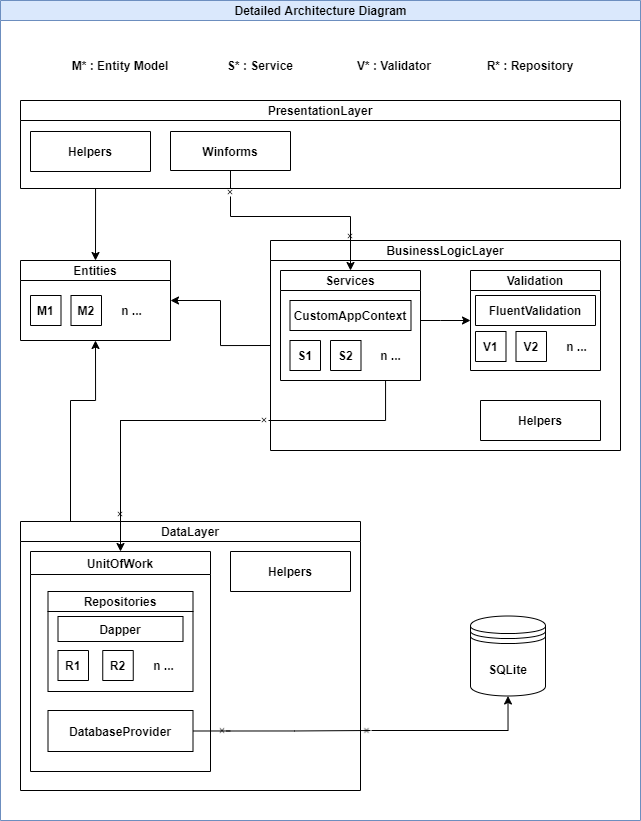 Detailed Architecture Diagram
M* : Entity Model
S* : Service
V* : Validator
R* : Repository
PresentationLayer
Helpers
Winforms
BusinessLogicLayer
Entities
M1
M2
n ...
Services
CustomAppContext
S1
S2
n ...
Validation
FluentValidation
V1
V2
n ...
Helpers
DataLayer
UnitOfWork
Helpers
Repositories
Dapper
R1
R2
n ...
DatabaseProvider
SQLite